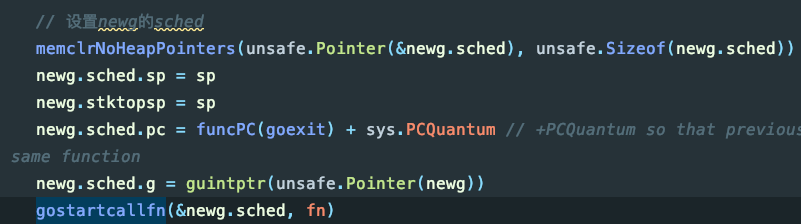 // 设置newg的sched
memclrNoHeapPointers(unsafe.Pointer(&newg.sched), unsafe.Sizeof(newg.sched))
newg.sched.sp = sp
newg.stktopsp = sp
newg.sched.pc = funcPC(goexit) + sys.PCQuantum // +PCQuantum so that previous
same function
newg.sched.g = guintptr(unsafe.Pointer(newg))
gostartcallfn(&newg.sched, fn)